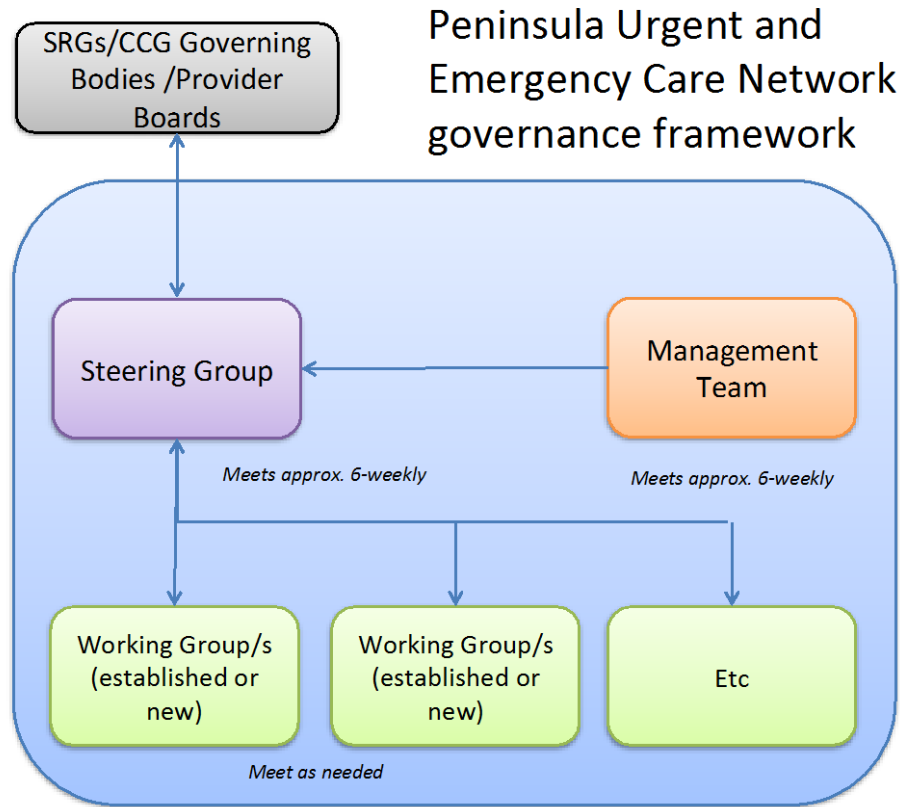 Peninsula Urgent and
Emergency Care Network
governance framework
SRGs/CCG Governing
Bodies /Provider
Boards
Steering Group
Management
Team
Meets approx. 6-weekly
Meets approx. 6-weekly
Working Group/s
(established or
new)
Working Group/s
(established or
new)
Etc
Meet as needed